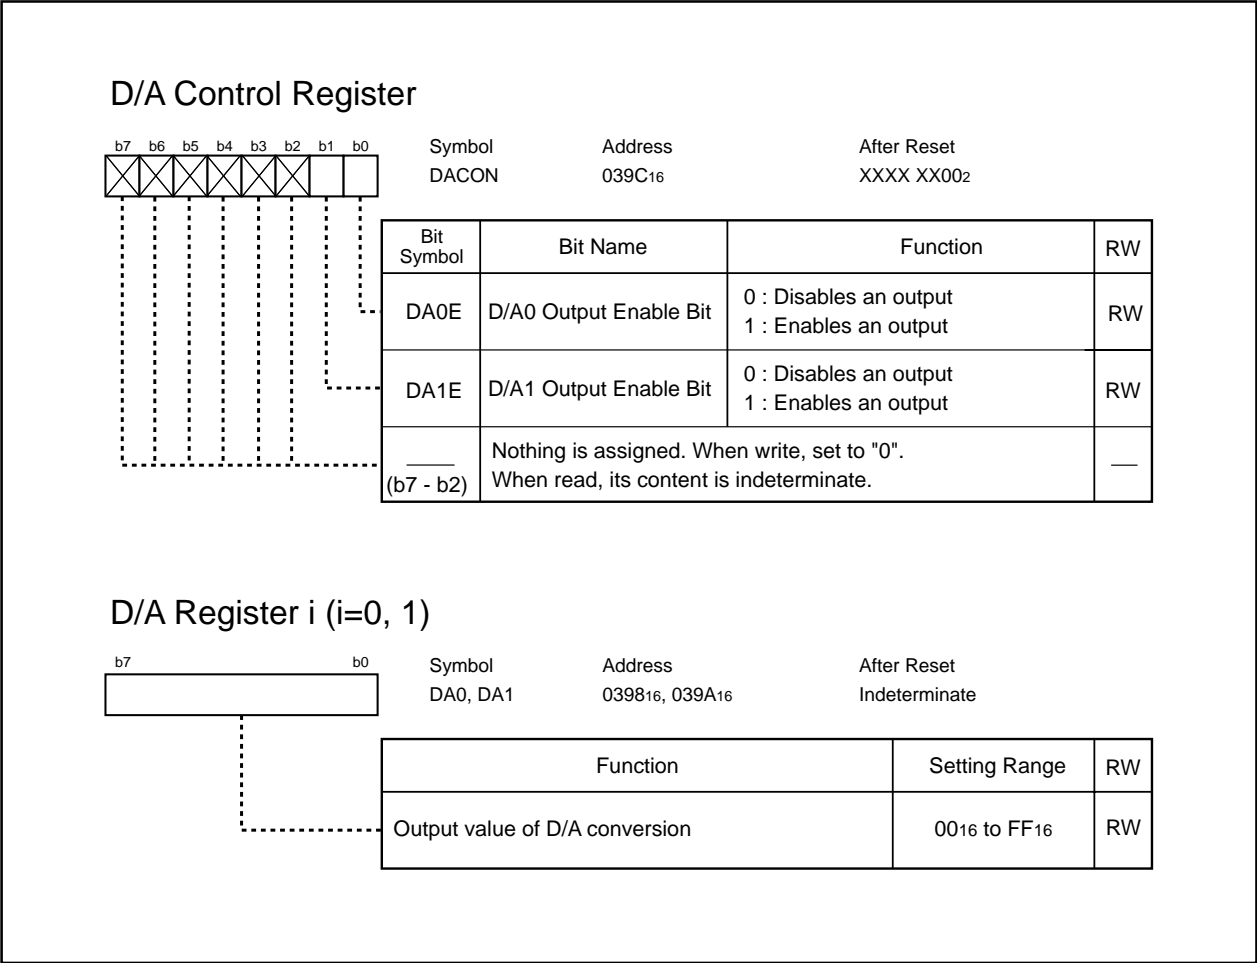 D/A Control Register
b7 b6 b5 b4 b3 b2 b1 b0
Symbol Address After Reset
DACON 039C16 XXXX XX002
Bit Symbol Bit Name Function RW
DA0E D/A0 Output Enable Bit 0 : Disables an output RW
1 : Enables an output
DA1E D/A1 Output Enable Bit 0 : Disables an output RW
1 : Enables an output
(b7 - b2) Nothing is assigned. When write, set to "0".
When read, its content is indeterminate.
D/A Register i (i=0, 1)
b7 b0
Symbol Address After Reset
DA0, DA1 039816, 039A16 Indeterminate
Function Setting Range RW
Output value of D/A conversion 0016 to FF16 RW